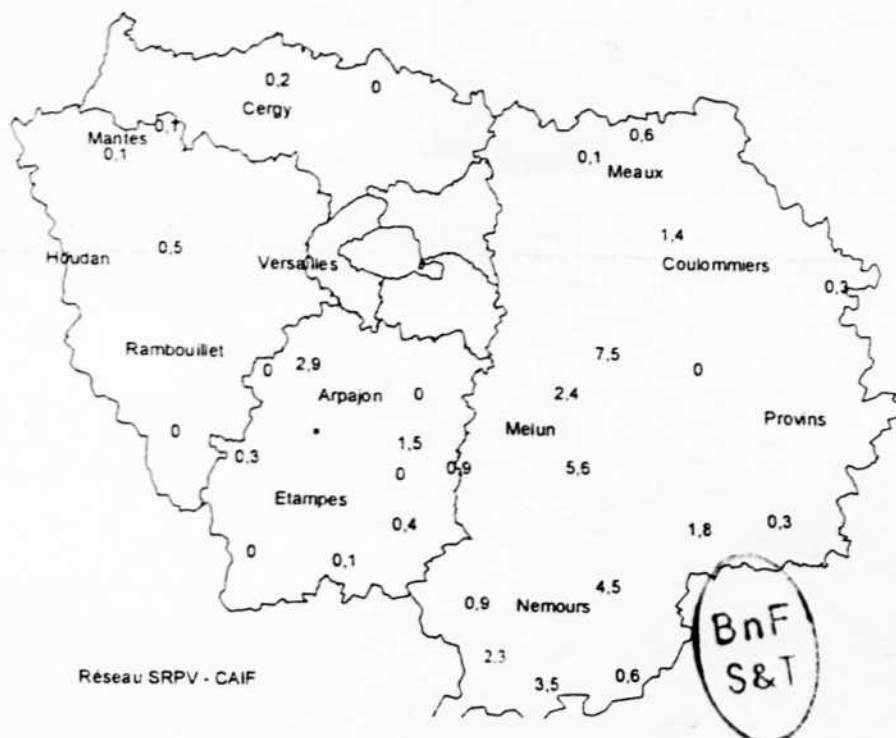 0,2
0
Cergy
0,1
Mantes
0,1
0,6
0,1
Meaux
1,4
0,5
Houdan
Versailles
Coulommiers
0,3
Rambouillet
7,5
0
2,9
0
Arpajon
0
2,4
Provins
0
1,5
Melun
0,3
0
0,9
5,6
Etampes
0,4
1,8
0,3
0
0,1
4,5
0,9
Nemours
BnF
S&T
2,3
Réseau SRPV - CAIF
3,5
0,6